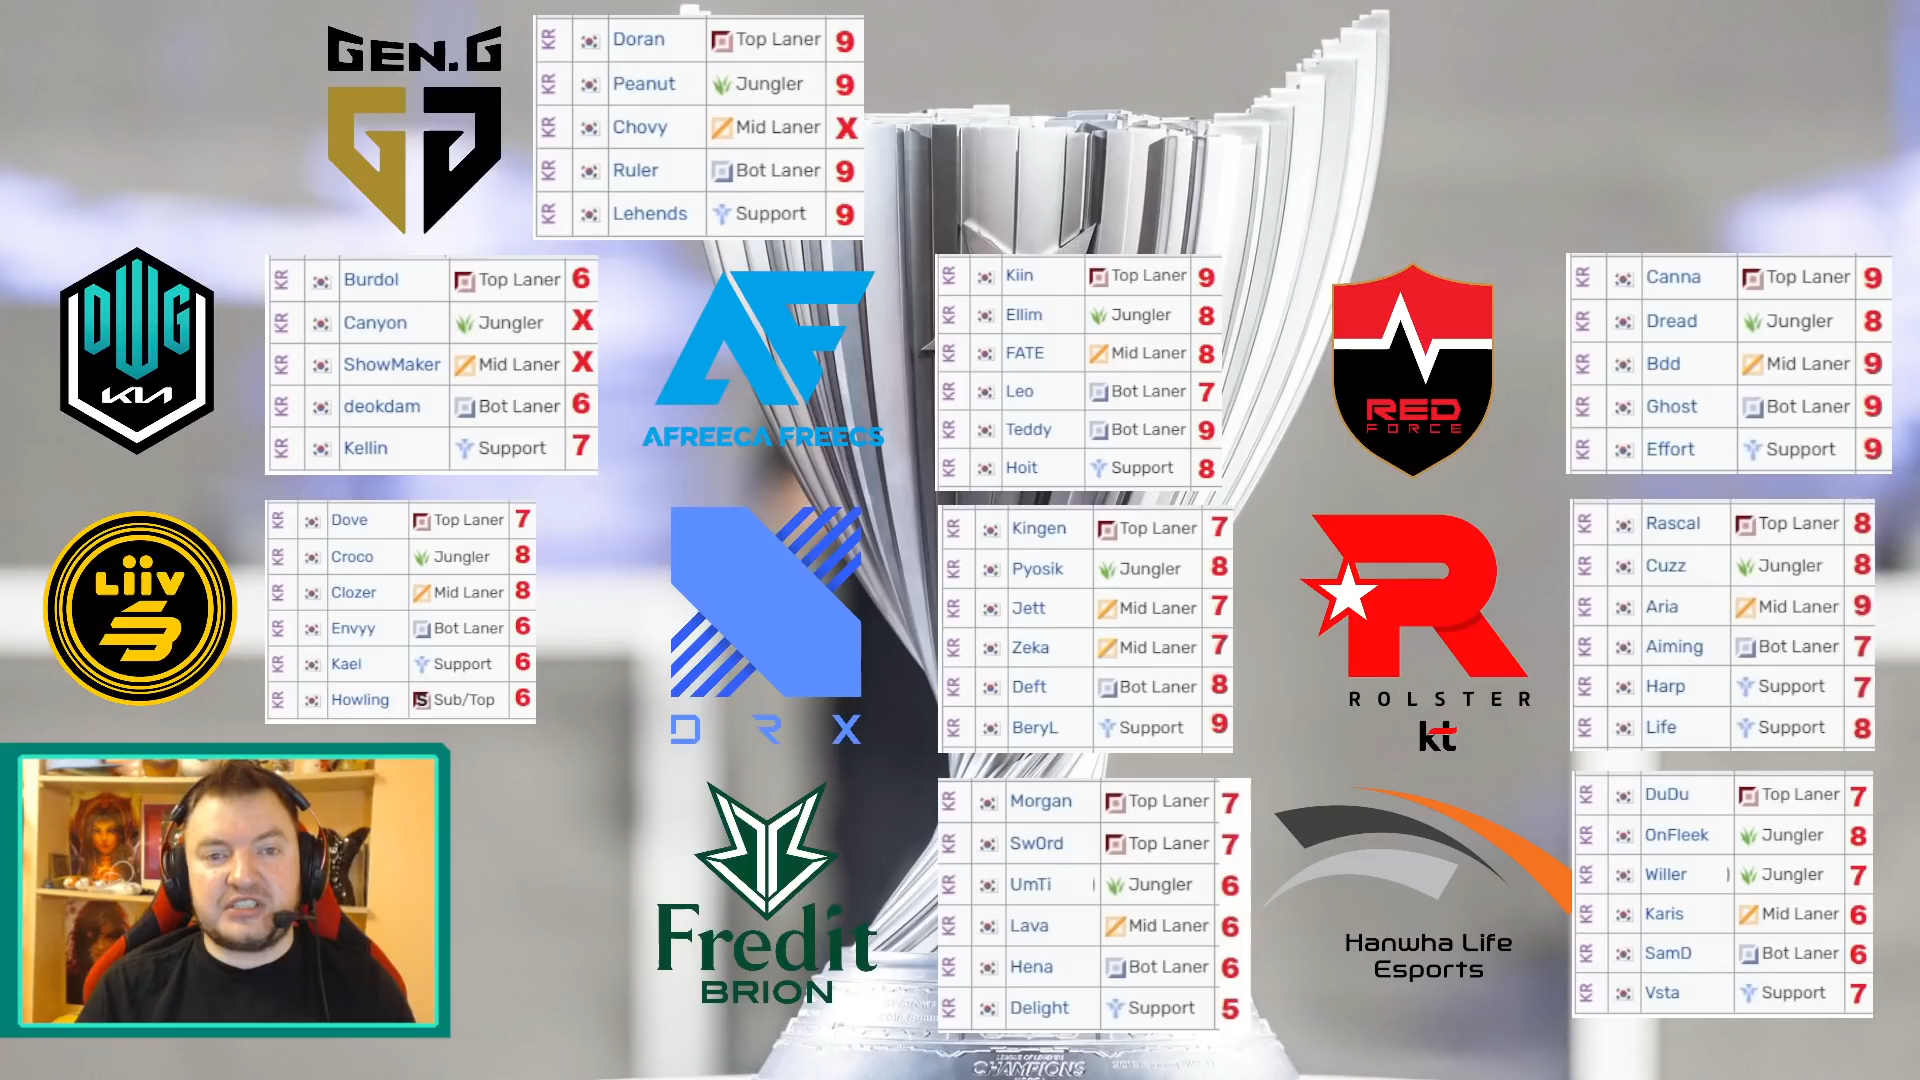 GEN.G
KR Doran Top Laner 9
KR Peanut Jungler 9
KR Chovy Mid Laner X
KR Ruler Bot Laner 9
KR Lehends Support 9
DWG
KIA
KR Burdol Top Laner 6
KR Canyon Jungler X
KR ShowMaker Mid Laner X
KR deokdam Bot Laner 6
KR Kellin Support 7
AF
AFREECA FREECS
KR Kiin Top Laner 9
KR Ellim Jungler 8
KR FATE Mid Laner 8
KR Leo Bot Laner 7
KR Teddy Bot Laner 9
KR Hoit Support 8
RED
FORCE
KR Canna Top Laner 9
KR Dread Jungler 8
KR Bdd Mid Laner 9
KR Ghost Bot Laner 9
KR Effort Support 9
Liiv
KR Dove Top Laner 7
KR Croco Jungler 8
KR Clozer Mid Laner 8
KR Envyy Bot Laner 6
KR Kael Support 6
KR Howling S Sub/Top 6
DRX
KR Kingen Top Laner 7
KR Pyosik Jungler 8
KR Jett Mid Laner 7
KR Zeka Mid Laner 7
KR Deft Bot Laner 8
KR BeryL Support 9
R
ROLSTER
kt
KR Rascal Top Laner 8
KR Cuzz Jungler 8
KR Aria Mid Laner 9
KR Aiming Bot Laner 7
KR Harp Support 7
KR Life Support 8
Fredit
BRION
KR Morgan Top Laner 7
KR Sw0rd Top Laner 7
KR UmTi ) Jungler 6
KR Lava Mid Laner 6
KR Hena Bot Laner 6
KR Delight Support 5
Hanwha Life
Esports
KR DuDu Top Laner 7
KR OnFleek Jungler 8
KR Willer ) Jungler 7
KR Karis Mid Laner 6
KR SamD Bot Laner 6
KR Vsta Support 7
LEAGUE OF LEGENDS
CHAMPIONS